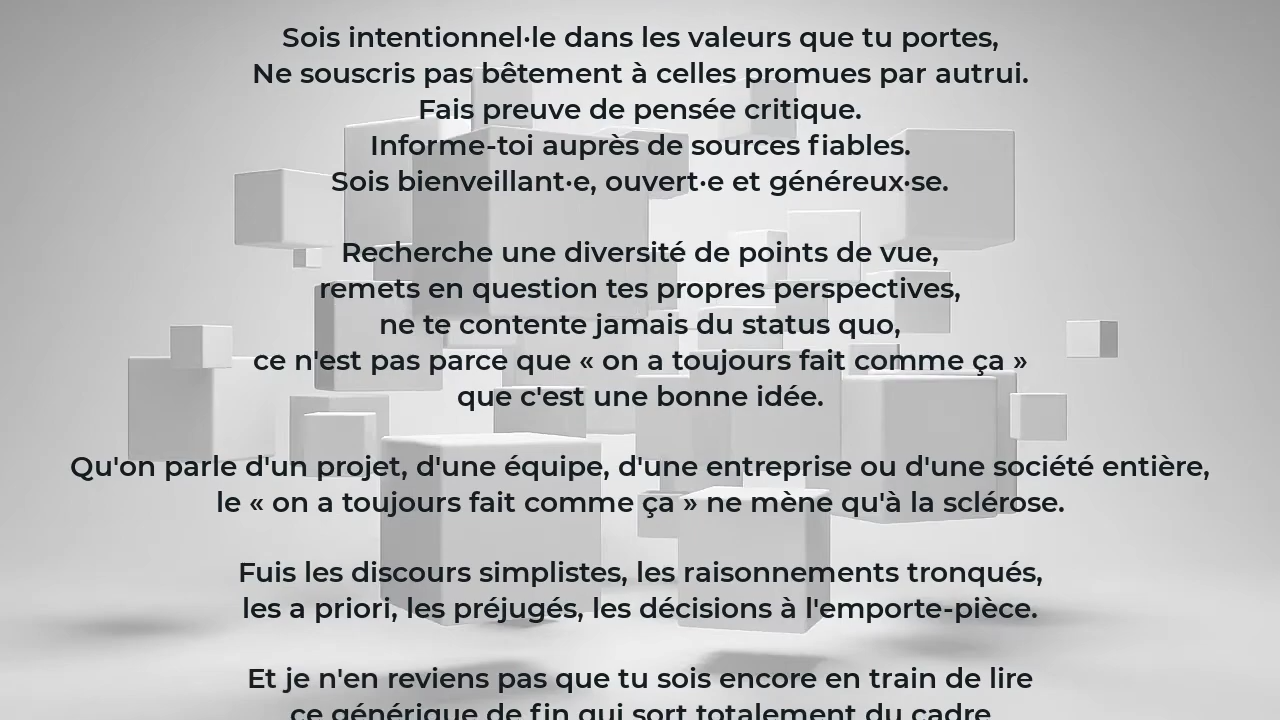 Sois intentionnel·le dans les valeurs que tu portes,
Ne souscris pas bêtement à celles promues par autrui.
Fais preuve de pensée critique.
Informe-toi auprès de sources fiables.
Sois bienveillant·e, ouvert·e et généreux·se.
Recherche une diversité de points de vue,
remets en question tes propres perspectives,
ne te contente jamais du status quo,
ce n'est pas parce que « on a toujours fait comme ça »
que c'est une bonne idée.
Qu'on parle d'un projet, d'une équipe, d'une entreprise ou d'une société entière,
le « on a toujours fait comme ça » ne mène qu'à la sclérose.
Fuis les discours simplistes, les raisonnements tronqués,
les a priori, les préjugés, les décisions à l'emporte-pièce.
Et je n'en reviens pas que tu sois encore en train de lire
ce générique de fin qui sort totalement du cadre